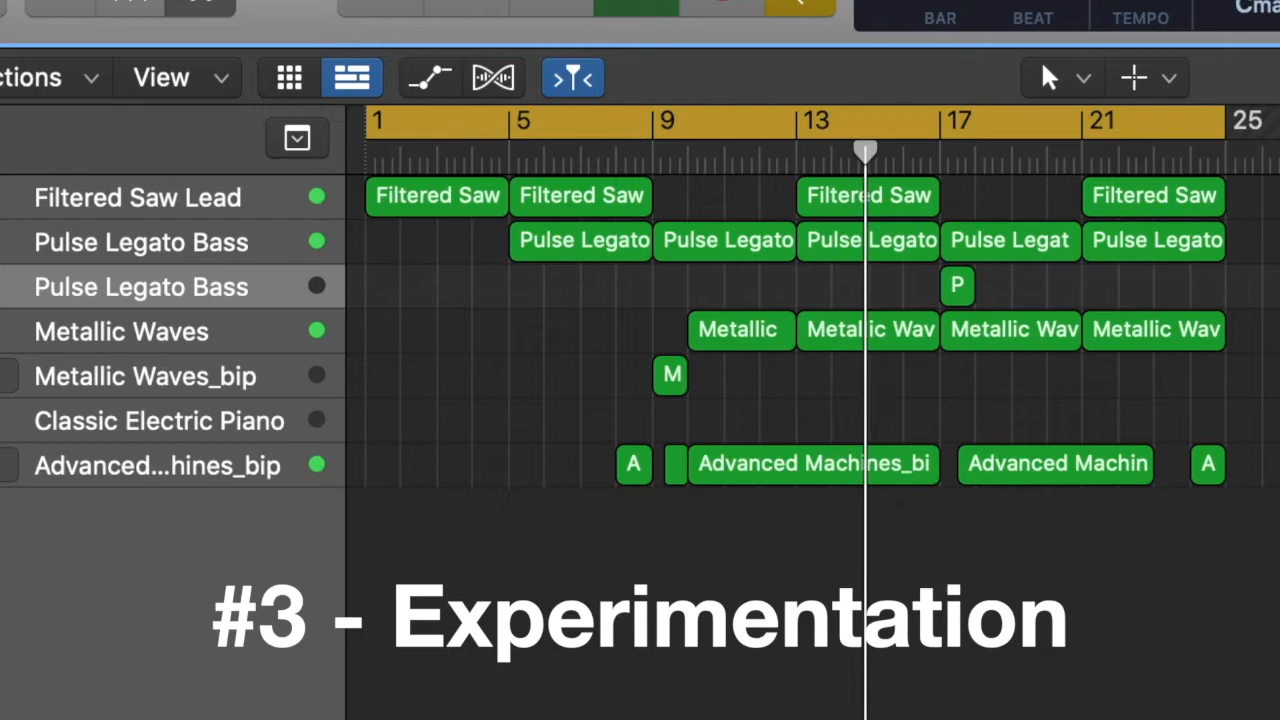 Cma
BAR BEAT TEMPO
ctions View
1 5 9 13 17 21 25
Filtered Saw Lead Filtered Saw Filtered Saw Filtered Saw Filtered Saw
Pulse Legato Bass Pulse Legato Pulse Legato Pulse Legato Pulse Legat Pulse Legato
Pulse Legato Bass P
Metallic Waves Metallic Metallic Wav Metallic Wav Metallic Wav
Metallic Waves_bip M
Classic Electric Piano
Advanced...hines_bip A Advanced Machines_bi Advanced Machin A
#3 - Experimentation